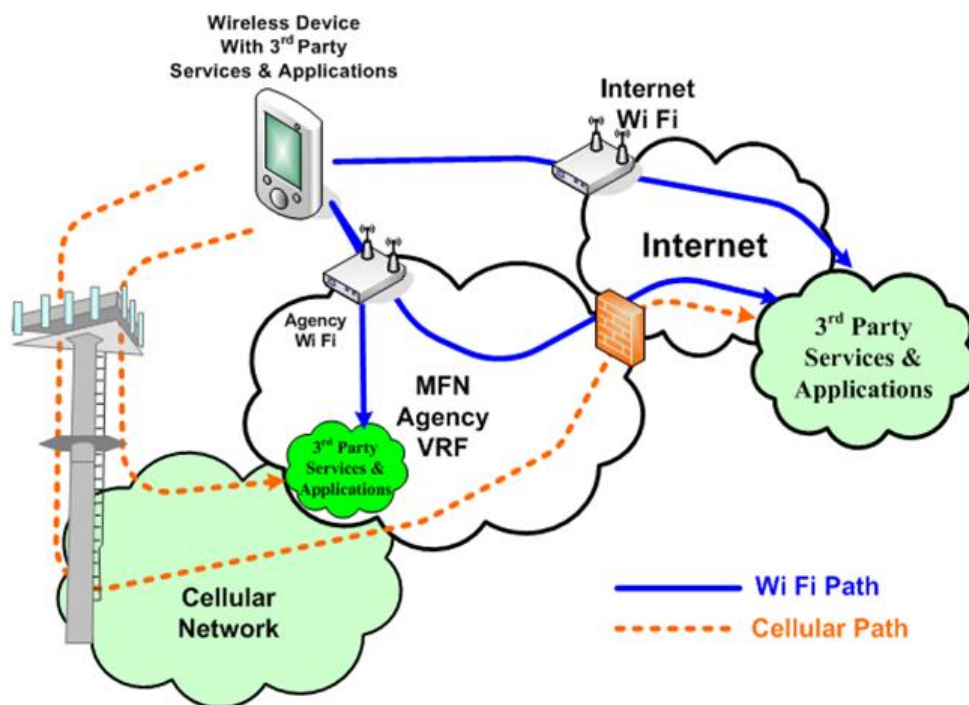 Wireless Device
With 3rd Party
Services & Applications
Internet
Wi Fi
Internet
Agency
Wi Fi
MFN
Agency
VRF
3rd Party
Services &
Applications
3rd Party
Services &
Applications
Cellular
Network
Wi Fi Path
Cellular Path